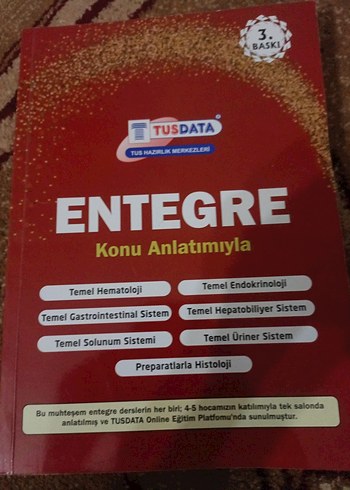 3.
BASKI
TUSDATA
TUS HAZIRLIK MERKEZLERİ
ENTEGRE
Konu Anlatımıyla
Temel Hematoloji
Temel Endokrinoloji
Temel Gastrointestinal Sistem
Temel Hepatobiliyer Sistem
Temel Solunum Sistemi
Temel Üriner Sistem
Preparatlarla Histoloji
Bu muhteşem entegre derslerin her biri; 4-5 hocamızın katılımıyla tek salonda
anlatılmış ve TUSDATA Online Eğitim Platfomu'nda sunulmuştur.